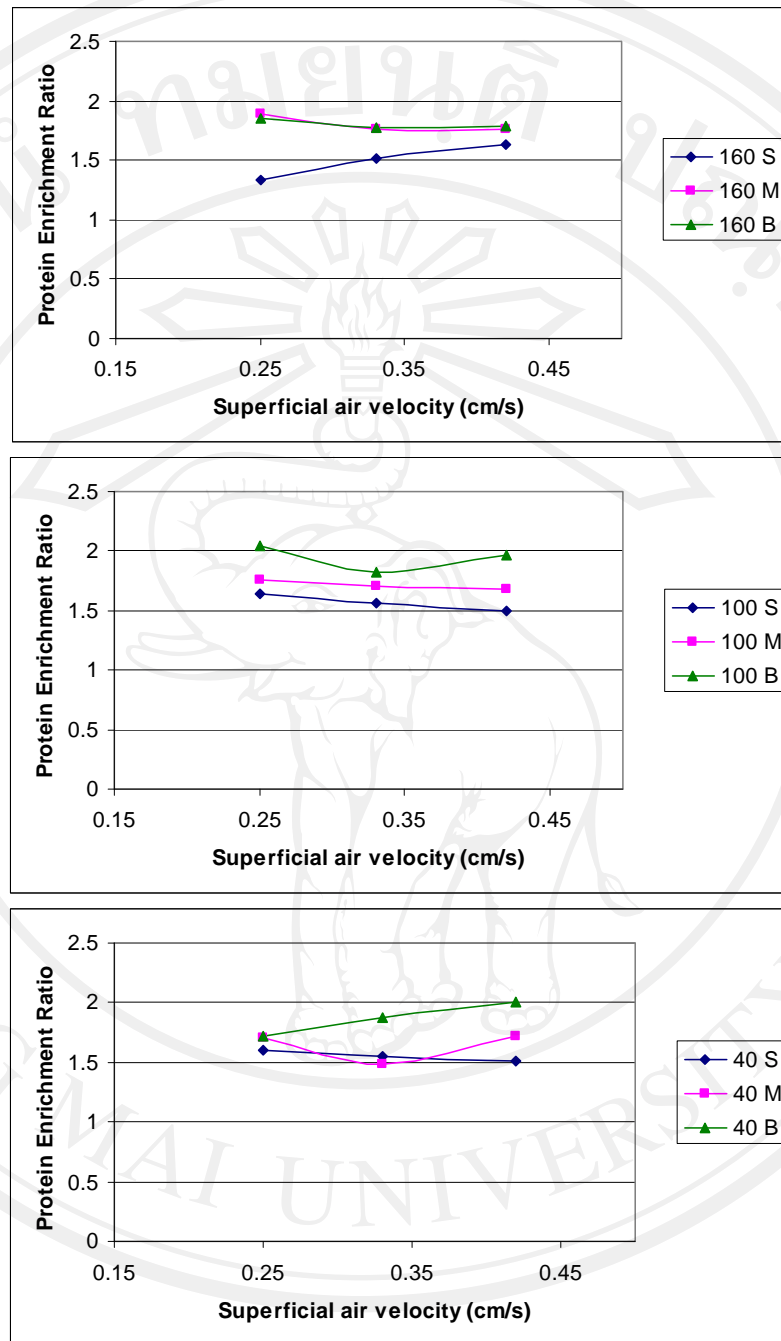 2.5
2
1.5
1
0.5
0
0.15 0.25 0.35 0.45
Protein Enrichment Ratio
Superficial air velocity (cm/s)
160 S
160 M
160 B
2.5
2
1.5
1
0.5
0
0.15 0.25 0.35 0.45
Protein Enrichment Ratio
Superficial air velocity (cm/s)
100 S
100 M
100 B
2.5
2
1.5
1
0.5
0
0.15 0.25 0.35 0.45
Protein Enrichment Ratio
Superficial air velocity (cm/s)
40 S
40 M
40 B
MAI UNIVERSITY